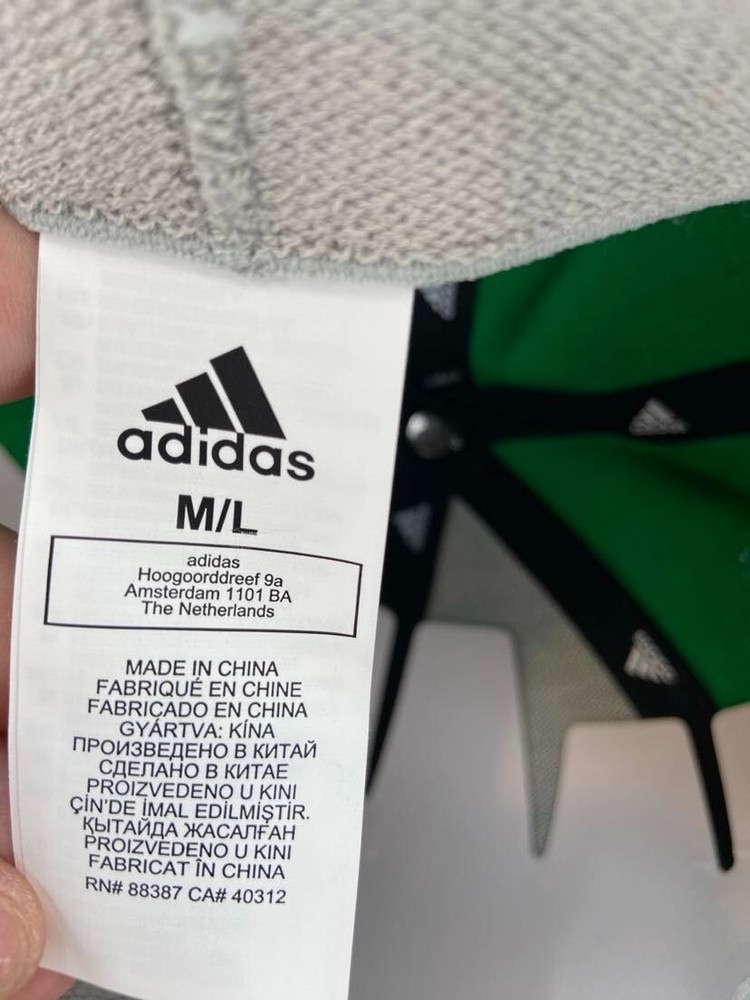 adidas
M/L
adidas
Hoogoorddreef 9a
Amsterdam 1101 BA
The Netherlands
MADE IN CHINA
FABRIQUÉ EN CHINE
FABRICADO EN CHINA
GYÁRTVA: KÍNA
ПРОИЗВЕДЕНО В КИТАЙ
СДЕЛАНО В КИТАЕ
PROIZVEDENO U KINI
ÇİN'DE İMAL EDİLMİŞTİR.
ҚЫТАЙДА ЖАСАЛҒАН
PROIZVEDENO U KINI
FABRICAT ÎN CHINA
RN# 88387 CA# 40312